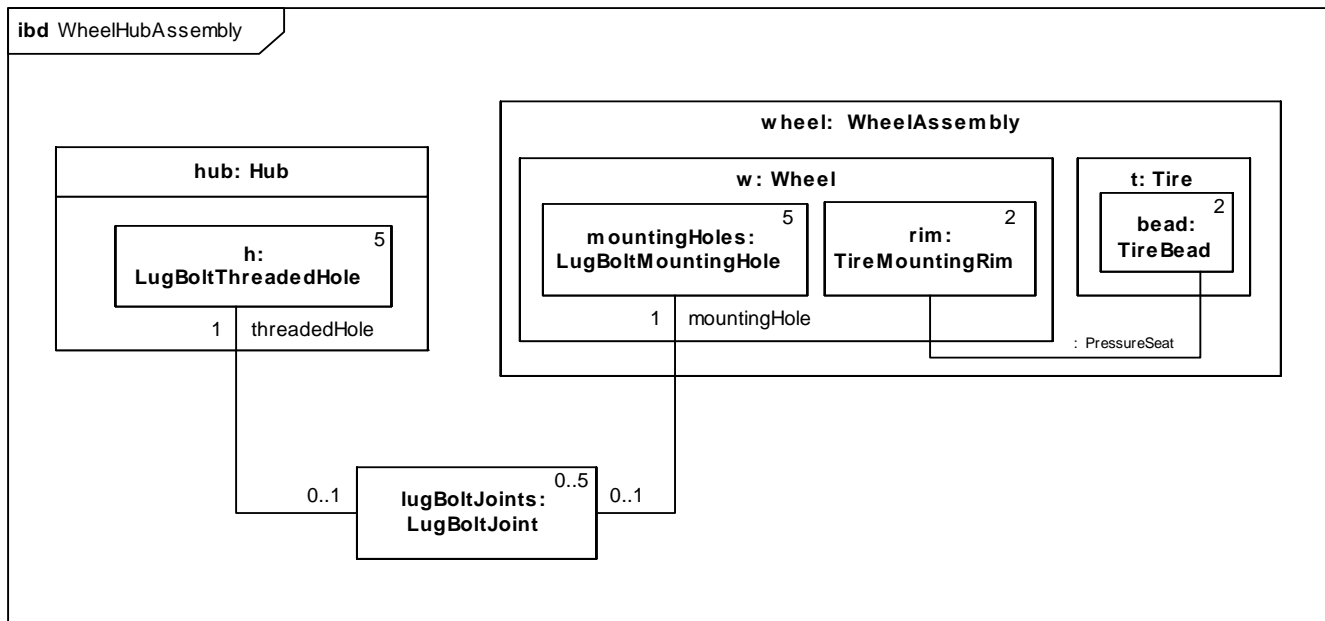 ibd WheelHubAssembly
wheel: WheelAssembly
hub: Hub
w: Wheel
t: Tire
5
h:
LugBoltThreadedHole
5
mountingHoles:
LugBoltMountingHole
2
rim:
TireMountingRim
2
bead:
TireBead
1 threadedHole
1 mountingHole
: PressureSeat
0..1
0..5
lugBoltJoints:
LugBoltJoint
0..1